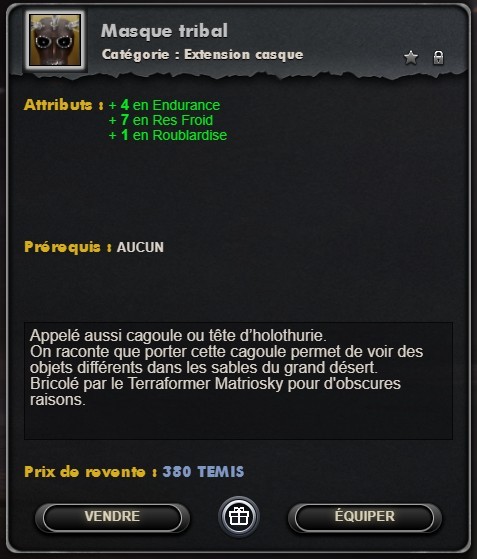 Masque tribal
Catégorie : Extension casque
Attributs : + 4 en Endurance
+ 7 en Res Froid
+ 1 en Roublardise
Prérequis : AUCUN
Appelé aussi cagoule ou tête d'holothurie.
On raconte que porter cette cagoule permet de voir des
objets différents dans les sables du grand désert.
Bricolé par le Terraformer Matriosky pour d'obscures
raisons.
Prix de revente : 380 TEMIS
VENDRE
ÉQUIPER